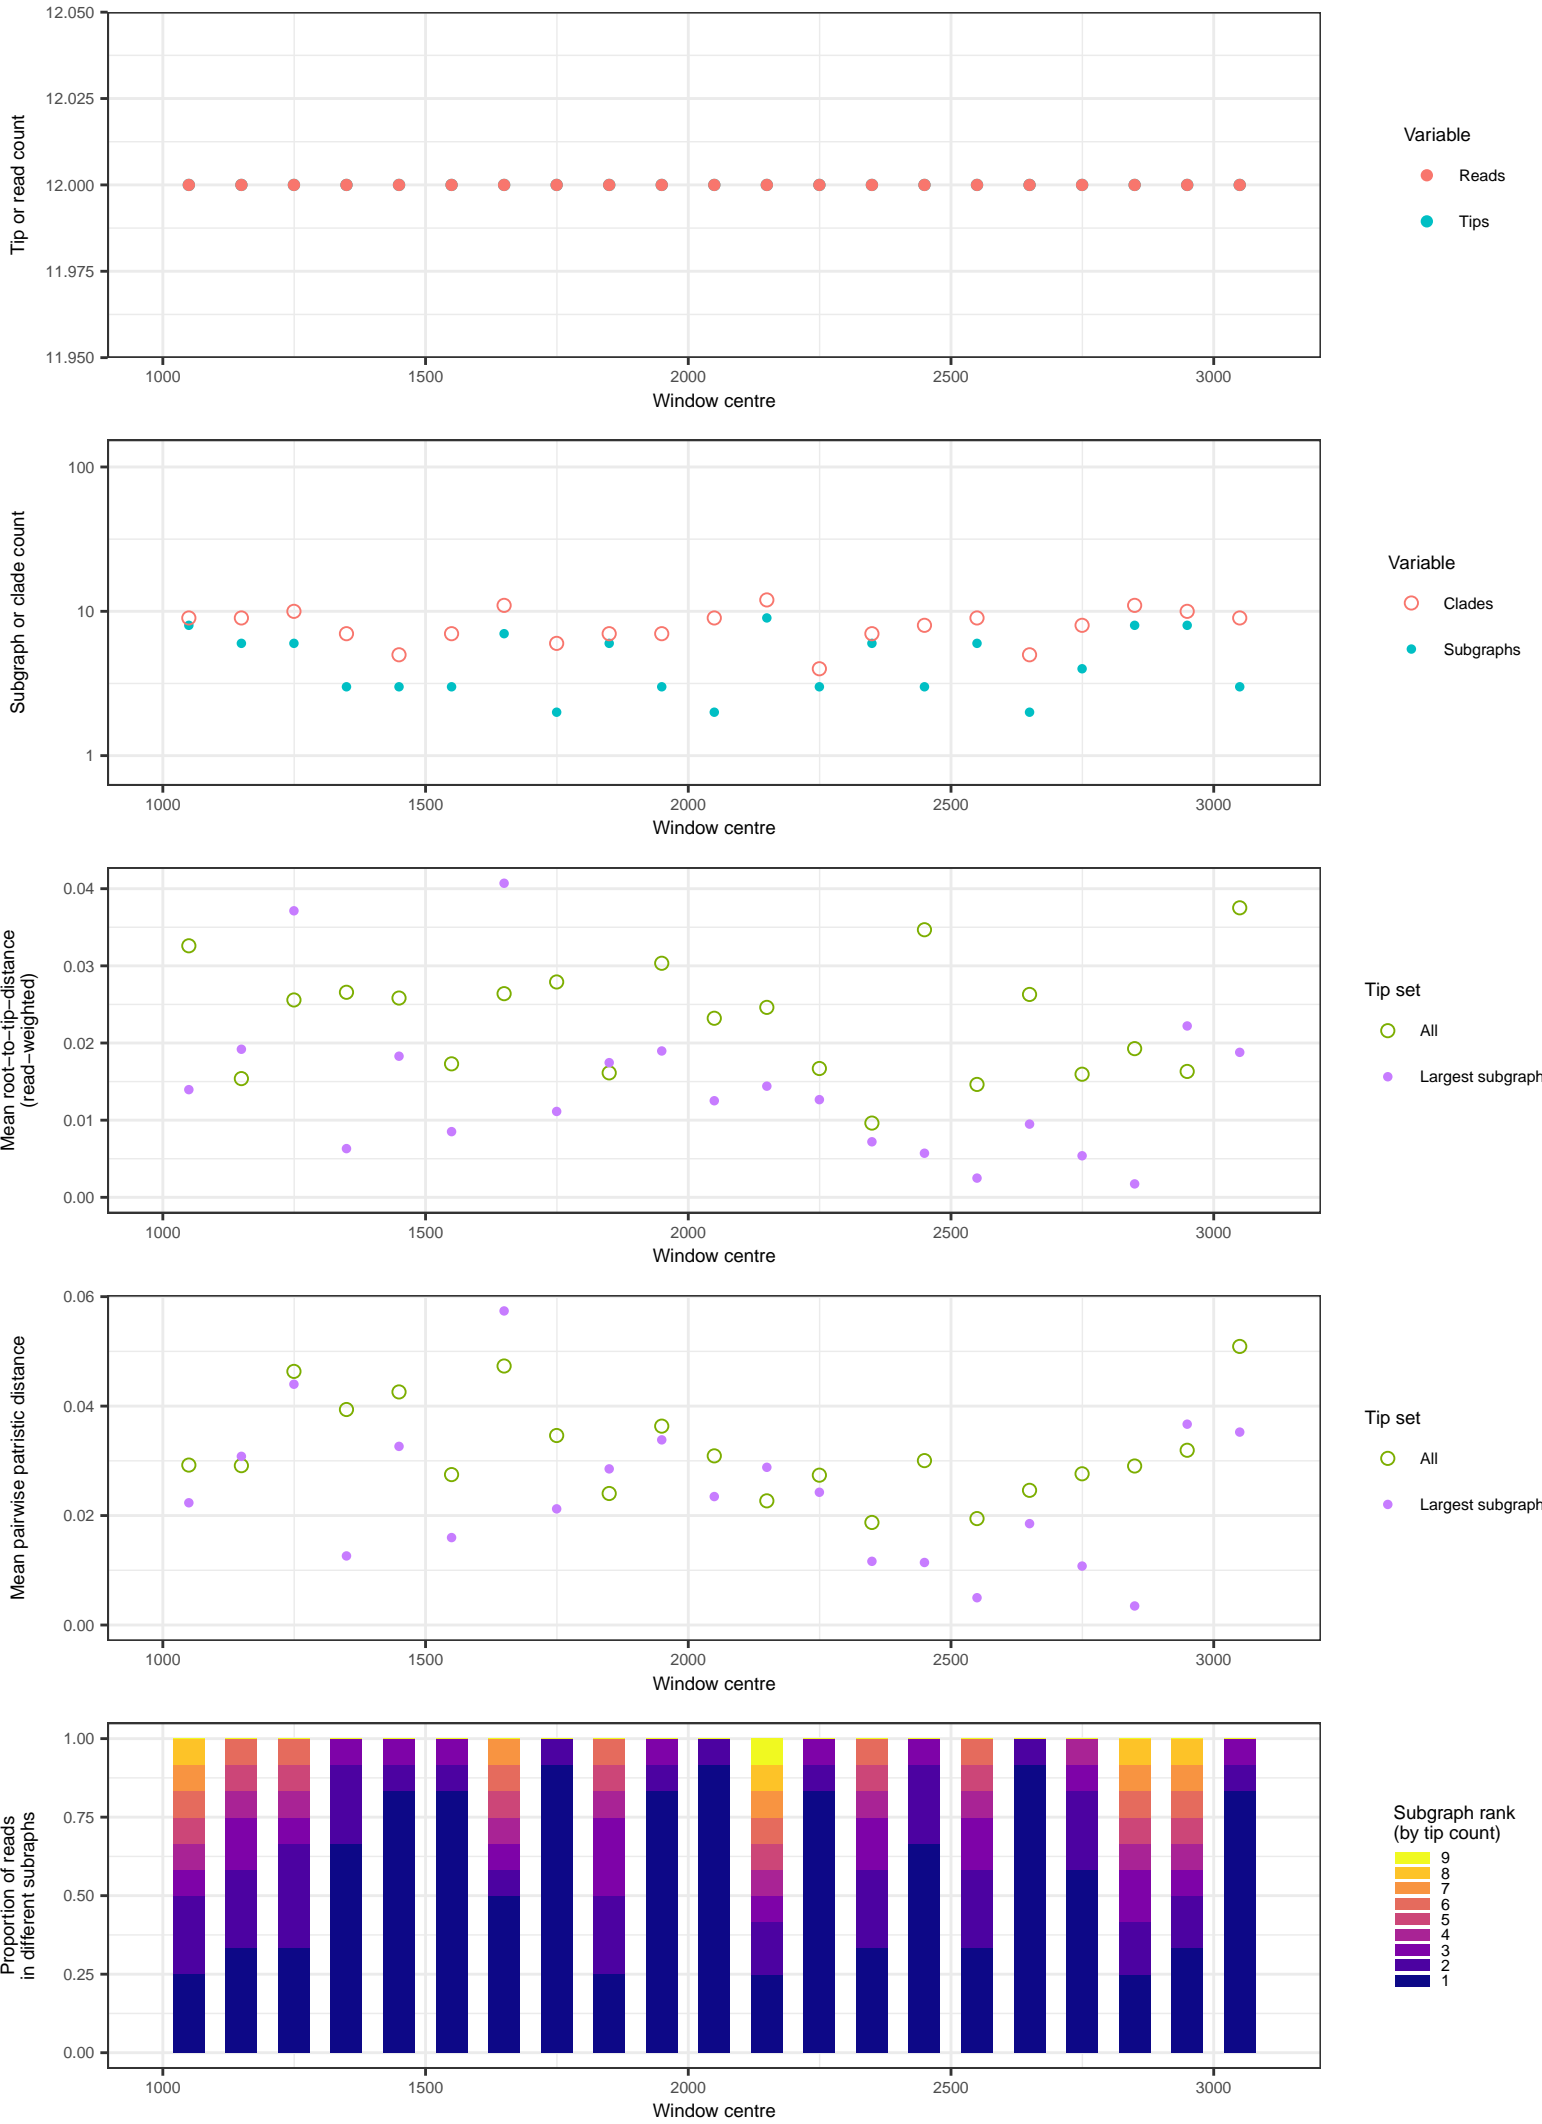 12.050
12.025
12.000
11.975
11.950
Tip or read count
1000 1500 2000 2500 3000
Window centre
Variable
Reads
Tips
100
10
1
Subgraph or clade count
1000 1500 2000 2500 3000
Window centre
Variable
Clades
Subgraphs
0.04
0.03
0.02
0.01
0.00
Mean root−to−tip−distance
(read−weighted)
1000 1500 2000 2500 3000
Window centre
Tip set
All
Largest subgraph
0.06
0.04
0.02
0.00
Mean pairwise patristic distance
1000 1500 2000 2500 3000
Window centre
Tip set
All
Largest subgraph
1.00
0.75
0.50
0.25
0.00
Proportion of reads
in different subgraphs
1000 1500 2000 2500 3000
Window centre
Subgraph rank
(by tip count)
9
8
7
6
5
4
3
2
1